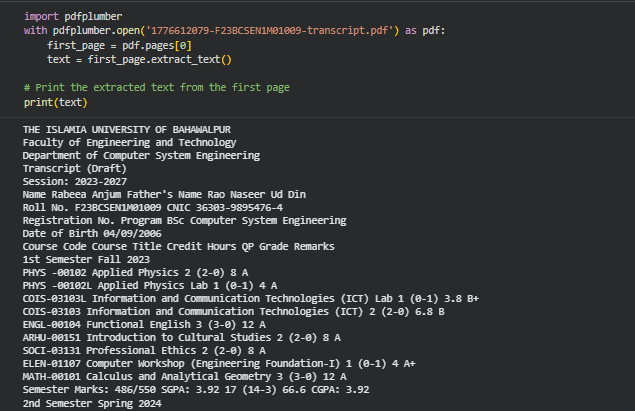 import pdfplumber
with pdfplumber.open('1776612079-F23BCSEN1M01009-transcript.pdf') as pdf:
    first_page = pdf.pages[0]
    text = first_page.extract_text()
# Print the extracted text from the first page
print(text)
THE ISLAMIA UNIVERSITY OF BAHAWALPUR
Faculty of Engineering and Technology
Department of Computer System Engineering
Transcript (Draft)
Session: 2023-2027
Name Rabeea Anjum Father's Name Rao Naseer Ud Din
Roll No. F23BCSEN1M01009 CNIC 36303-9895476-4
Registration No. Program BSc Computer System Engineering
Date of Birth 04/09/2006
Course Code Course Title Credit Hours QP Grade Remarks
1st Semester Fall 2023
PHYS -00102 Applied Physics 2 (2-0) 8 A
PHYS -00102L Applied Physics Lab 1 (0-1) 4 A
COIS-03103L Information and Communication Technologies (ICT) Lab 1 (0-1) 3.8 B+
COIS-03103 Information and Communication Technologies (ICT) 2 (2-0) 6.8 B
ENGL-00104 Functional English 3 (3-0) 12 A
ARHU-00151 Introduction to Cultural Studies 2 (2-0) 8 A
SOCI-03131 Professional Ethics 2 (2-0) 8 A
ELEN-01107 Computer Workshop (Engineering Foundation-I) 1 (0-1) 4 A+
MATH-00101 Calculus and Analytical Geometry 3 (3-0) 12 A
Semester Marks: 486/550 SGPA: 3.92 17 (14-3) 66.6 CGPA: 3.92
2nd Semester Spring 2024